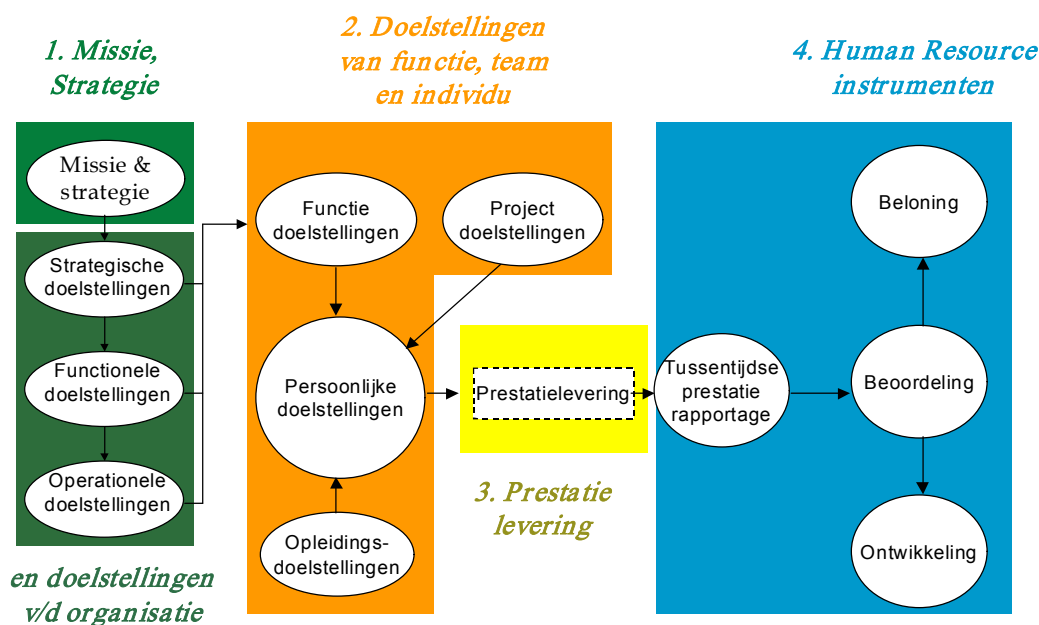 1. Missie,
Strategie
Missie &
strategie
Strategische
doelstellingen
Functionele
doelstellingen
Operationele
doelstellingen
en doelstellingen
v/d organisatie
2. Doelstellingen
van functie, team
en individu
Functie
doelstellingen
Project
doelstellingen
Persoonlijke
doelstellingen
Opleidings-
doelstellingen
Prestatielevering
3. Prestatie
levering
4. Human Resource
instrumenten
Tussentijdse
prestatie
rapportage
Beloning
Beoordeling
Ontwikkeling